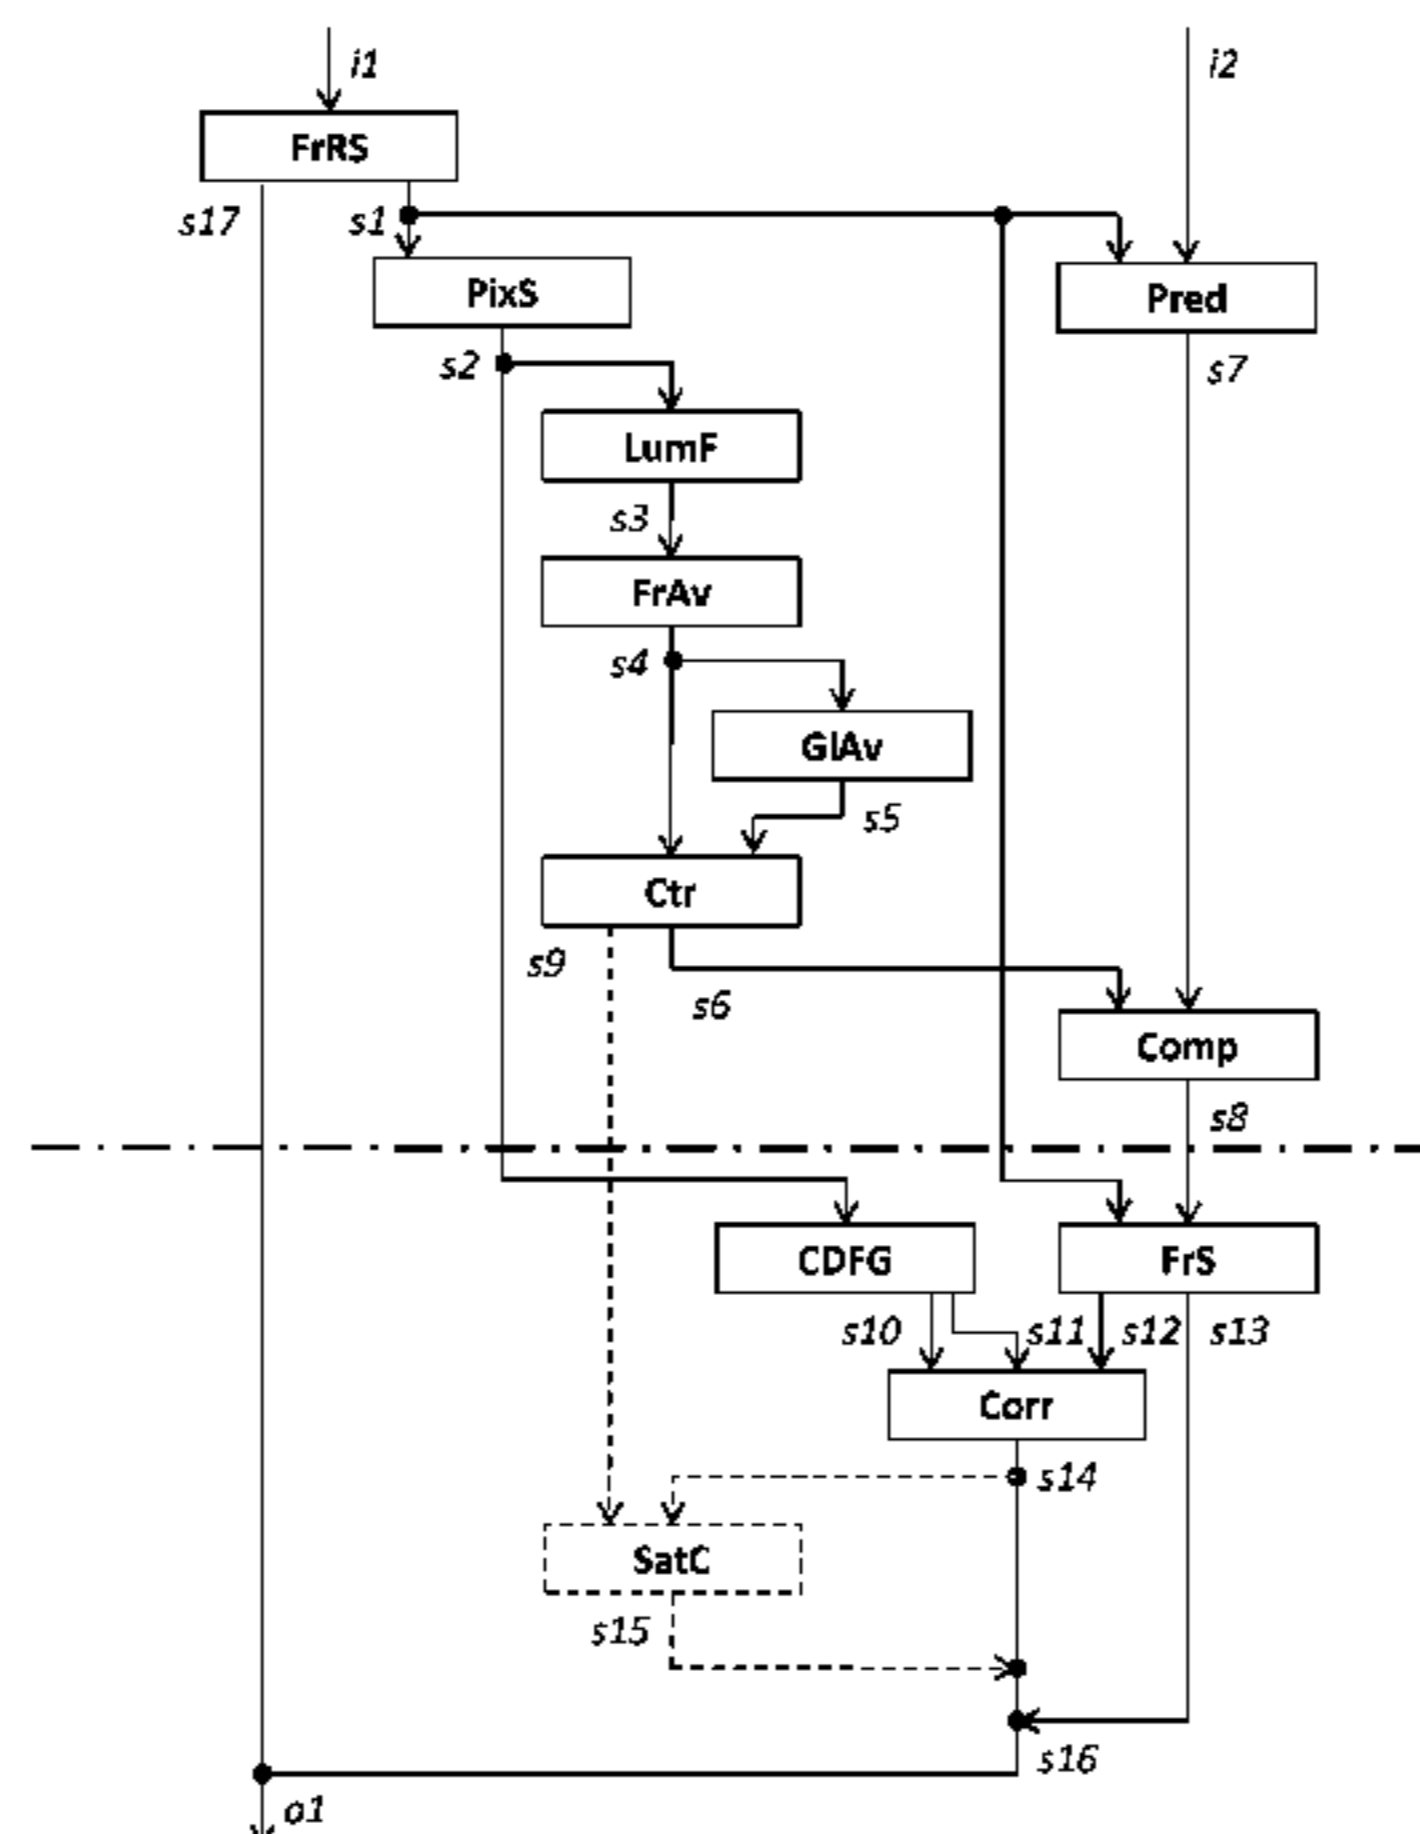 i1
i2
FrRS
s17
s1
PixS
Pred
s2
s7
LumF
s3
FrAv
s4
GlAv
s5
Ctr
s9
s6
Comp
s8
CDFG
FrS
s10
s11
s12
s13
Corr
s14
SatC
s15
s16
o1